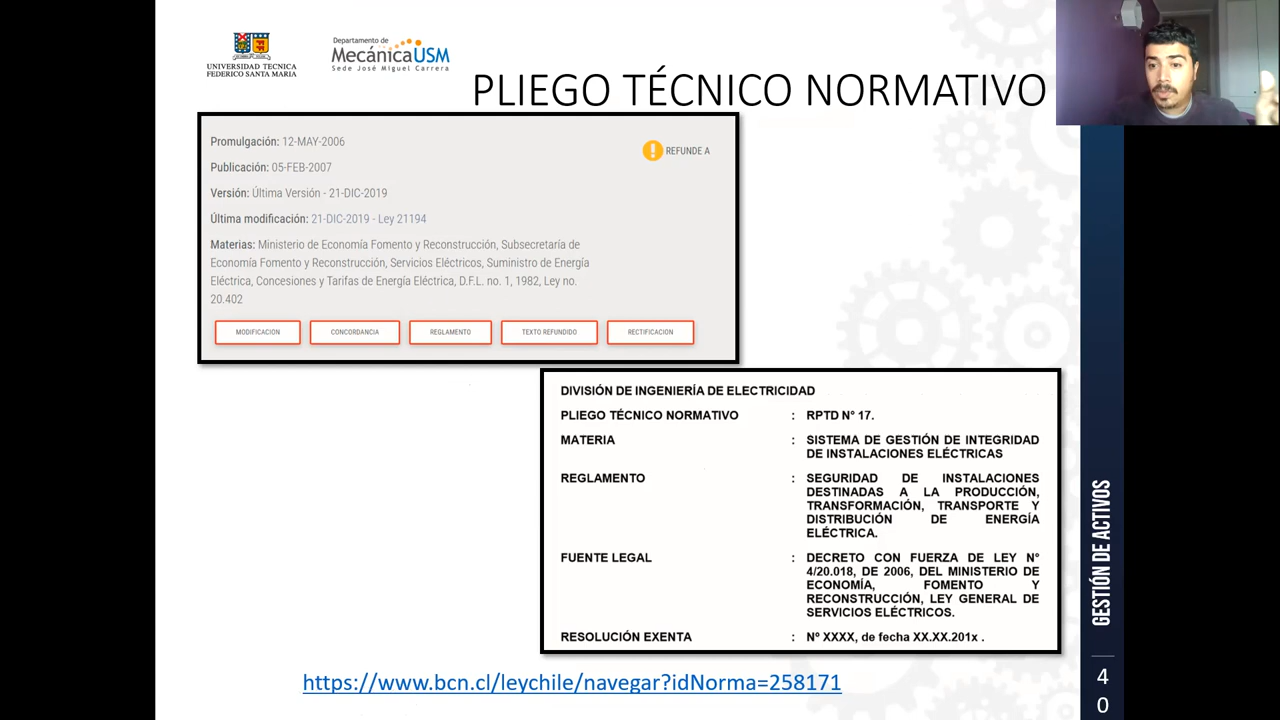 UNIVERSIDAD TECNICA
FEDERICO SANTA MARIA
Departamento de
MecánicaUSM
Sede José Miguel Carrera
PLIEGO TÉCNICO NORMATIVO
Promulgación: 12-MAY-2006
REFUNDE A
Publicación: 05-FEB-2007
Versión: Última Versión - 21-DIC-2019
Última modificación: 21-DIC-2019 - Ley 21194
Materias: Ministerio de Economía Fomento y Reconstrucción, Subsecretaría de
Economía Fomento y Reconstrucción, Servicios Eléctricos, Suministro de Energía
Eléctrica, Concesiones y Tarifas de Energía Eléctrica, D.F.L. no. 1, 1982, Ley no.
20.402
MODIFICACION CONCORDANCIA REGLAMENTO TEXTO REFUNDIDO RECTIFICACION
DIVISIÓN DE INGENIERÍA DE ELECTRICIDAD
PLIEGO TÉCNICO NORMATIVO : RPTD N° 17.
MATERIA : SISTEMA DE GESTIÓN DE INTEGRIDAD
DE INSTALACIONES ELÉCTRICAS
REGLAMENTO : SEGURIDAD DE INSTALACIONES
DESTINADAS A LA PRODUCCIÓN,
TRANSFORMACIÓN, TRANSPORTE Y
DISTRIBUCIÓN DE ENERGÍA
ELÉCTRICA.
FUENTE LEGAL : DECRETO CON FUERZA DE LEY N°
4/20.018, DE 2006, DEL MINISTERIO DE
ECONOMÍA, FOMENTO Y
RECONSTRUCCIÓN, LEY GENERAL DE
SERVICIOS ELÉCTRICOS.
RESOLUCIÓN EXENTA : Nº XXXX, de fecha XX.XX.201x .
https://www.bcn.cl/leychile/navegar?idNorma=258171
GESTIÓN DE ACTIVOS
4
0